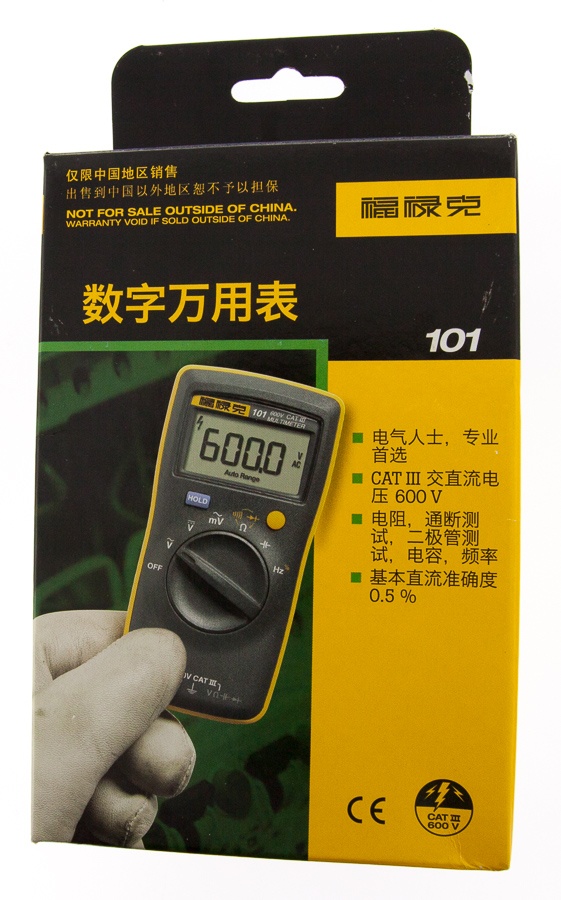 仅限中国地区销售
出售到中国以外地区恕不予以担保
NOT FOR SALE OUTSIDE OF CHINA.
WARRANTY VOID IF SOLD OUTSIDE OF CHINA.
福禄克
数字万用表
101
福禄克 101 600V CAT III
MULTIMETER
600.0 V
AC
Auto Range
HOLD
mV
Ω
V
V
OFF
Hz
电气人士，专业
首选
CAT III 交直流电
压 600 V
电阻，通断测
试，二极管测
试，电容，频率
基本直流准确度
0.5 %
0V CAT III
VΩ
CE
CAT III
600 V